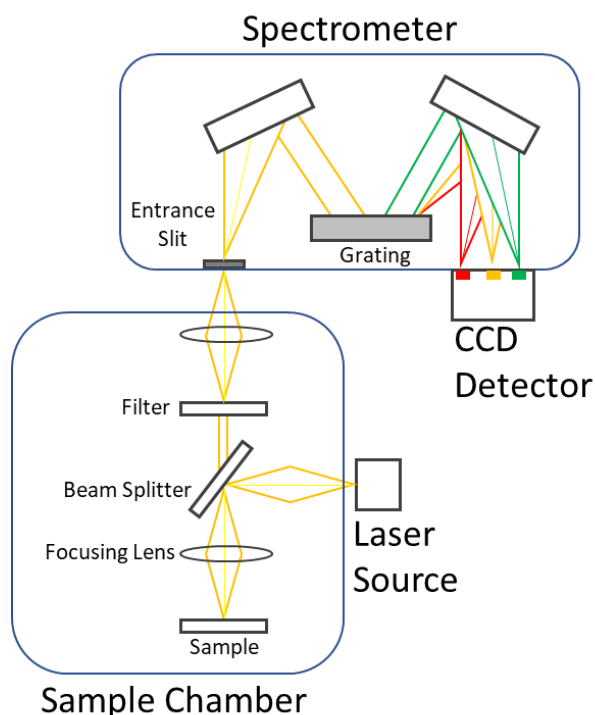 Spectrometer
Entrance
Slit
Grating
CCD
Detector
Filter
Beam Splitter
Laser
Source
Focusing Lens
Sample
Sample Chamber